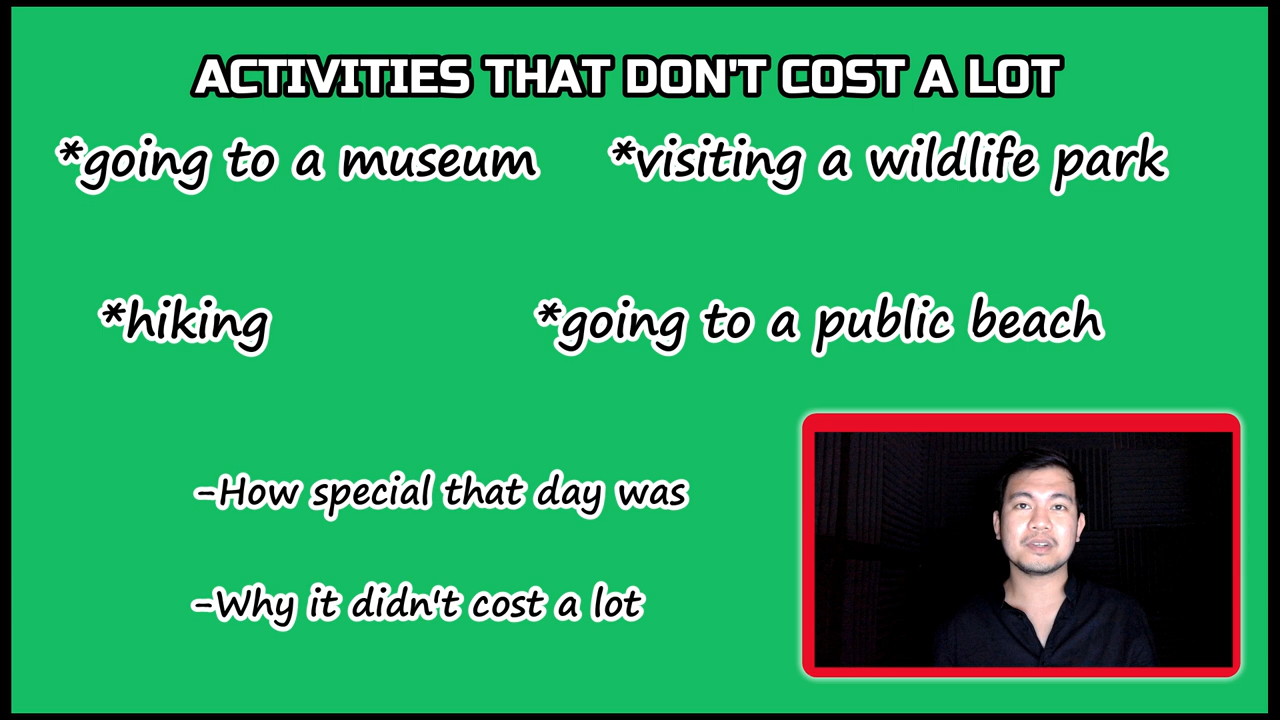 ACTIVITIES THAT DON'T COST A LOT
*going to a museum
*visiting a wildlife park
*hiking
*going to a public beach
-How special that day was
-Why it didn't cost a lot